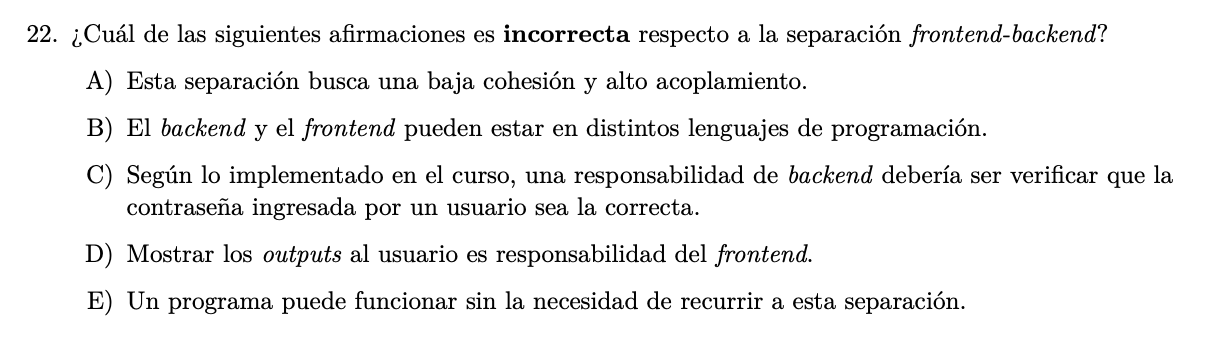 22. ¿Cuál de las siguientes afirmaciones es incorrecta respecto a la separación frontend-backend?
A) Esta separación busca una baja cohesión y alto acoplamiento.
B) El backend y el frontend pueden estar en distintos lenguajes de programación.
C) Según lo implementado en el curso, una responsabilidad de backend debería ser verificar que la
contraseña ingresada por un usuario sea la correcta.
D) Mostrar los outputs al usuario es responsabilidad del frontend.
E) Un programa puede funcionar sin la necesidad de recurrir a esta separación.